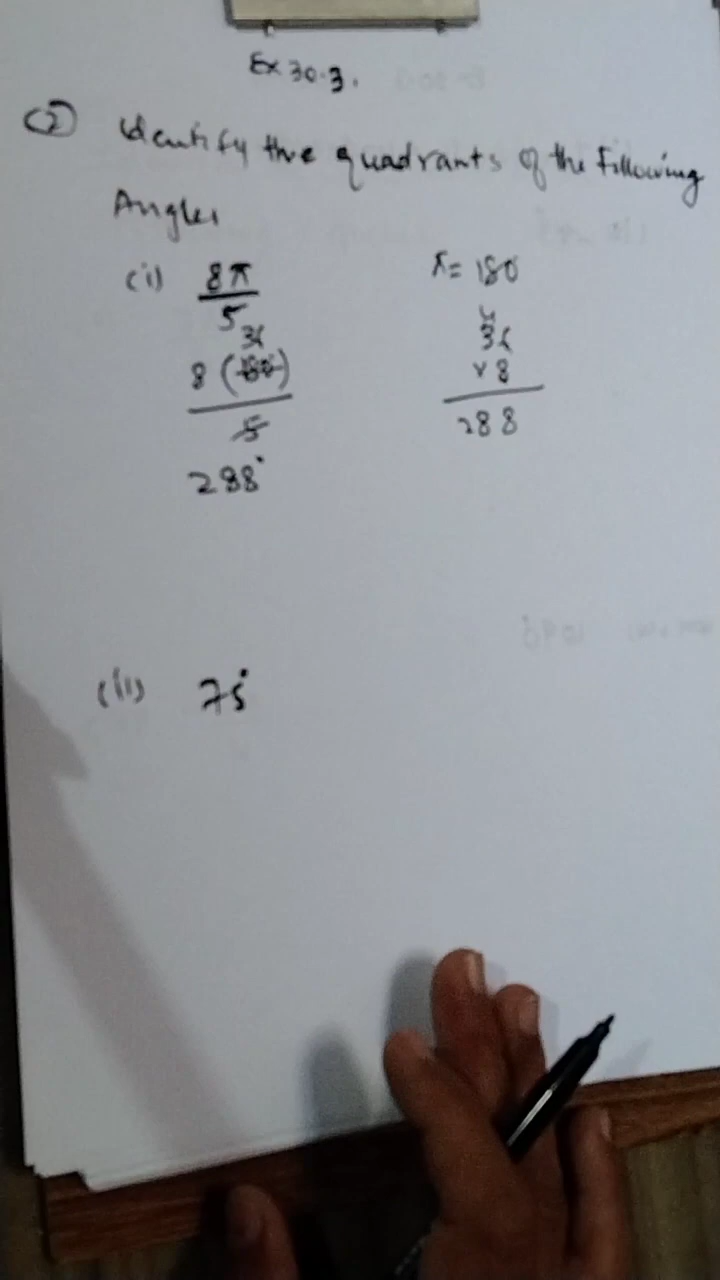 Ex 30.3.
(2) Identify the quadrants of the following
Angles
(i) 8π/5
π = 180
36
8 (180)/5
36
×8
288
288°
(ii) 75°